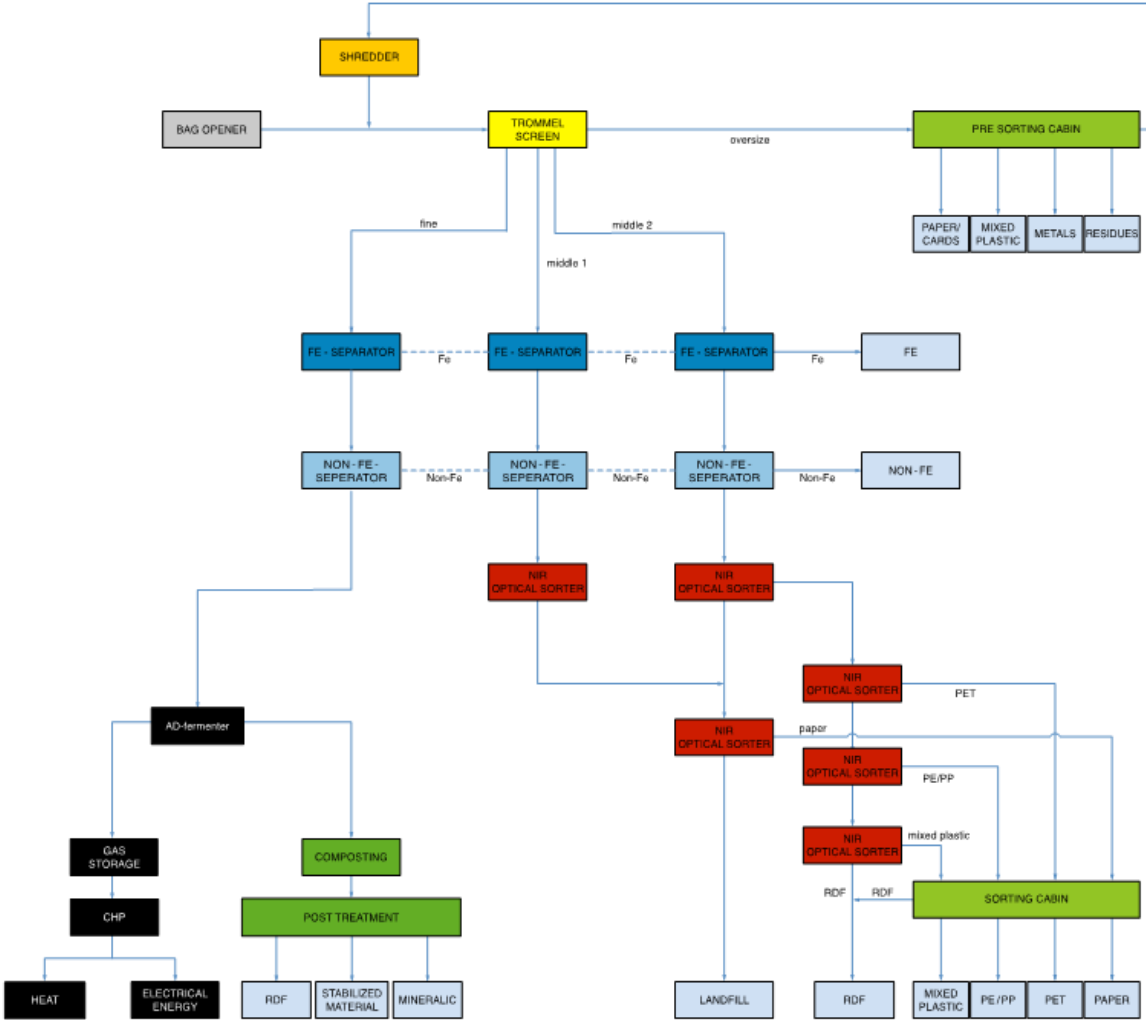 SHREDDER
BAG OPENER
TROMMEL
SCREEN
oversize
PRE SORTING CABIN
PAPER/
CARDS
MIXED
PLASTIC
METALS
RESIDUES
fine
middle 1
middle 2
FE - SEPARATOR
Fe
FE - SEPARATOR
Fe
FE - SEPARATOR
Fe
FE
NON - FE -
SEPERATOR
Non-Fe
NON - FE -
SEPERATOR
Non-Fe
NON - FE -
SEPERATOR
Non-Fe
NON - FE
NIR
OPTICAL SORTER
NIR
OPTICAL SORTER
NIR
OPTICAL SORTER
PET
AD-fermenter
NIR
OPTICAL SORTER
paper
NIR
OPTICAL SORTER
PE/PP
NIR
OPTICAL SORTER
mixed plastic
GAS
STORAGE
COMPOSTING
RDF
RDF
SORTING CABIN
CHP
POST TREATMENT
HEAT
ELECTRICAL
ENERGY
RDF
STABILIZED
MATERIAL
MINERALIC
LANDFILL
RDF
MIXED
PLASTIC
PE/PP
PET
PAPER